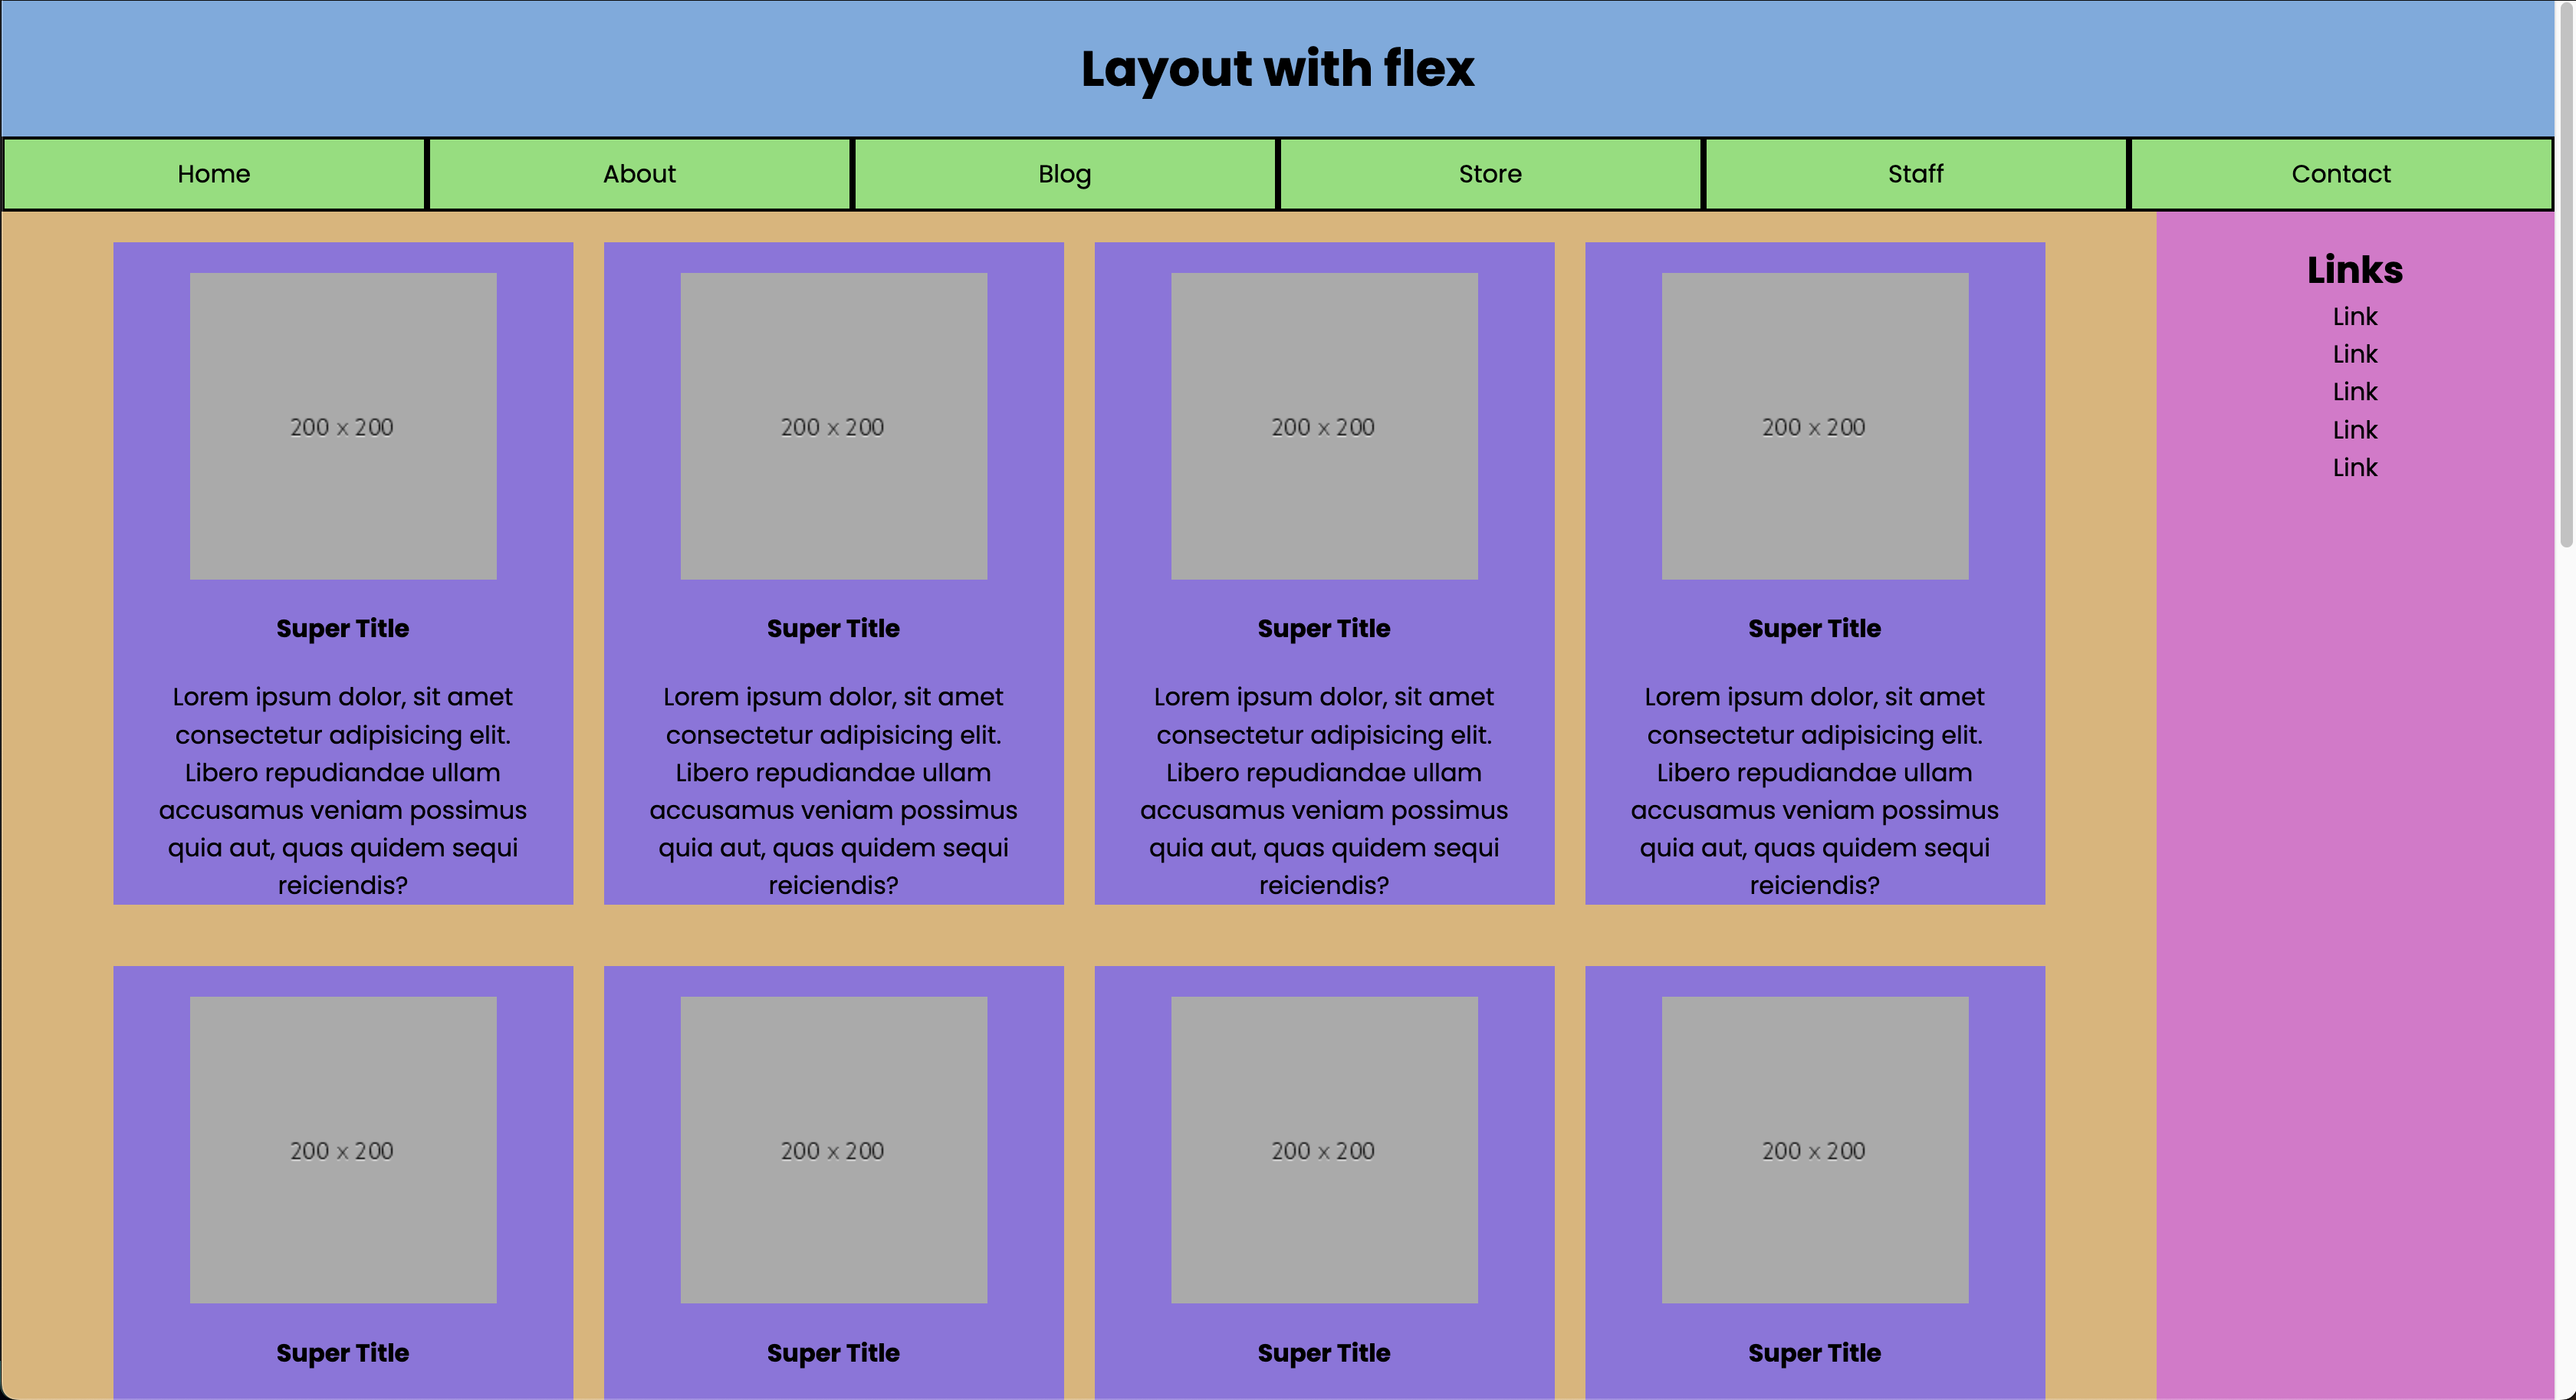 Layout with flex
Home About Blog Store Staff Contact
200 x 200
Super Title
Lorem ipsum dolor, sit amet
consectetur adipisicing elit.
Libero repudiandae ullam
accusamus veniam possimus
quia aut, quas quidem sequi
reiciendis?
200 x 200
Super Title
Lorem ipsum dolor, sit amet
consectetur adipisicing elit.
Libero repudiandae ullam
accusamus veniam possimus
quia aut, quas quidem sequi
reiciendis?
200 x 200
Super Title
Lorem ipsum dolor, sit amet
consectetur adipisicing elit.
Libero repudiandae ullam
accusamus veniam possimus
quia aut, quas quidem sequi
reiciendis?
200 x 200
Super Title
Lorem ipsum dolor, sit amet
consectetur adipisicing elit.
Libero repudiandae ullam
accusamus veniam possimus
quia aut, quas quidem sequi
reiciendis?
200 x 200
Super Title
200 x 200
Super Title
200 x 200
Super Title
200 x 200
Super Title
Links
Link
Link
Link
Link
Link